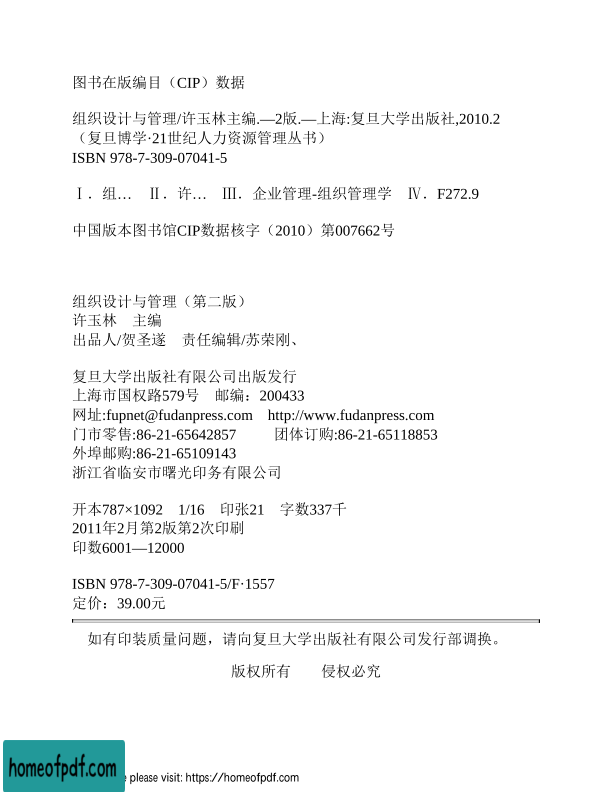 图书在版编目（CIP）数据
组织设计与管理/许玉林主编.—2版.—上海:复旦大学出版社,2010.2
（复旦博学·21世纪人力资源管理丛书）
ISBN 978-7-309-07041-5
Ⅰ．组…　Ⅱ．许…　Ⅲ．企业管理-组织管理学　Ⅳ．F272.9
中国版本图书馆CIP数据核字（2010）第007662号
组织设计与管理（第二版）
许玉林　主编
出品人/贺圣遂　责任编辑/苏荣刚、
复旦大学出版社有限公司出版发行
上海市国权路579号　邮编：200433
网址:fupnet@fudanpress.com　http://www.fudanpress.com
门市零售:86-21-65642857　　团体订购:86-21-65118853
外埠邮购:86-21-65109143
浙江省临安市曙光印务有限公司
开本787×1092　1/16　印张21　字数337千
2011年2月第2版第2次印刷
印数6001—12000
ISBN 978-7-309-07041-5/F·1557
定价：39.00元
如有印装质量问题，请向复旦大学出版社有限公司发行部调换。
版权所有　　侵权必究
homeofpdf.com
please visit: https://homeofpdf.com